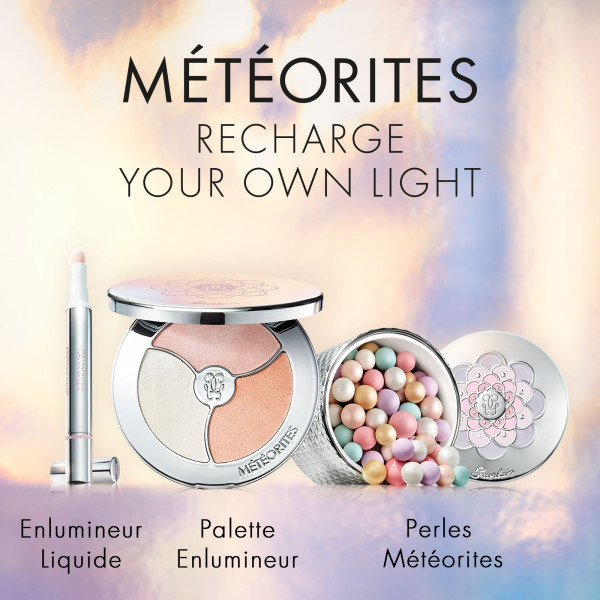 MÉTÉORITES
RECHARGE
YOUR OWN LIGHT
MÉTÉORITES
Guerlain
Enlumineur
Liquide
Palette
Enlumineur
Perles
Météorites